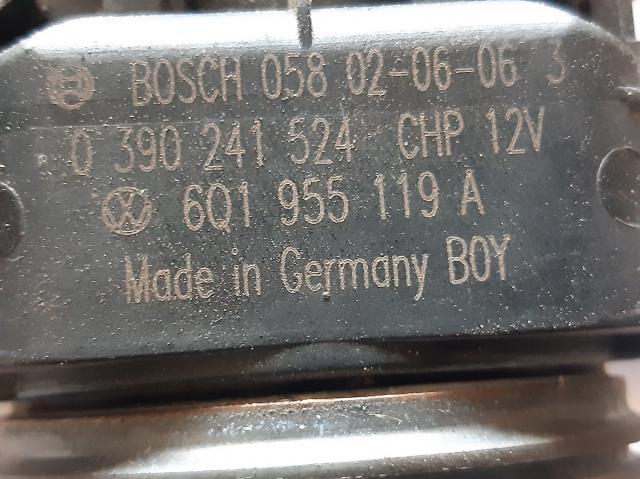 BOSCH 058 02-06-06 3
0 390 241 524 CHP 12V
6Q1 955 119 A
Made in Germany BOY